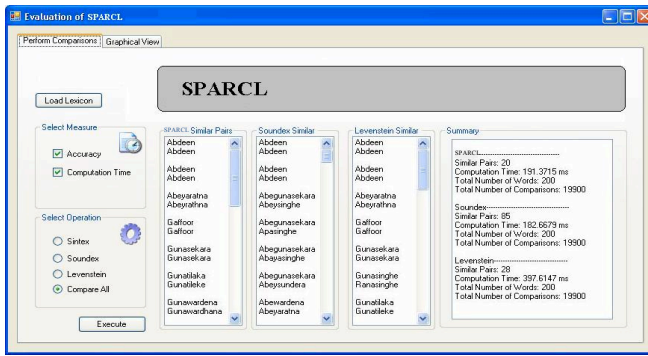 Evaluation of SPARCL
Perform Comparisons
Graphical View
SPARCL
Load Lexicon
Select Measure
Accuracy
Computation Time
Select Operation
Sintex
Soundex
Levenstein
Compare All
Execute
SPARCL Similar Pairs
Abdeen
Abdeen
Abdeen
Abdeen
Abeyaratna
Abeyrathna
Gaffoor
Gaffoor
Gunasekara
Gunasekara
Gunatilaka
Gunatileke
Gunawardena
Gunawardhana
Soundex Similar
Abdeen
Abdeen
Abdeen
Abdeen
Abegunasekara
Abeysinghe
Abegunasekara
Apasinghe
Abegunasekara
Abayasinghe
Abegunasekara
Abeysundera
Abewardena
Abeyaratna
Levenstein Similar
Abdeen
Abdeen
Abdeen
Abdeen
Abeyaratna
Abeyrathna
Gaffoor
Gaffoor
Gunasekara
Gunasekara
Gunasinghe
Ranasinghe
Gunatilaka
Gunatileke
Summary
SPARCL------------------------------
Similar Pairs: 20
Computation Time: 191.3715 ms
Total Number of Words: 200
Total Number of Comparisons: 19900
Soundex------------------------------
Similar Pairs: 85
Computation Time: 182.6679 ms
Total Number of Words: 200
Total Number of Comparisons: 19900
Levenstein---------------------------
Similar Pairs: 28
Computation Time: 397.6147 ms
Total Number of Words: 200
Total Number of Comparisons: 19900